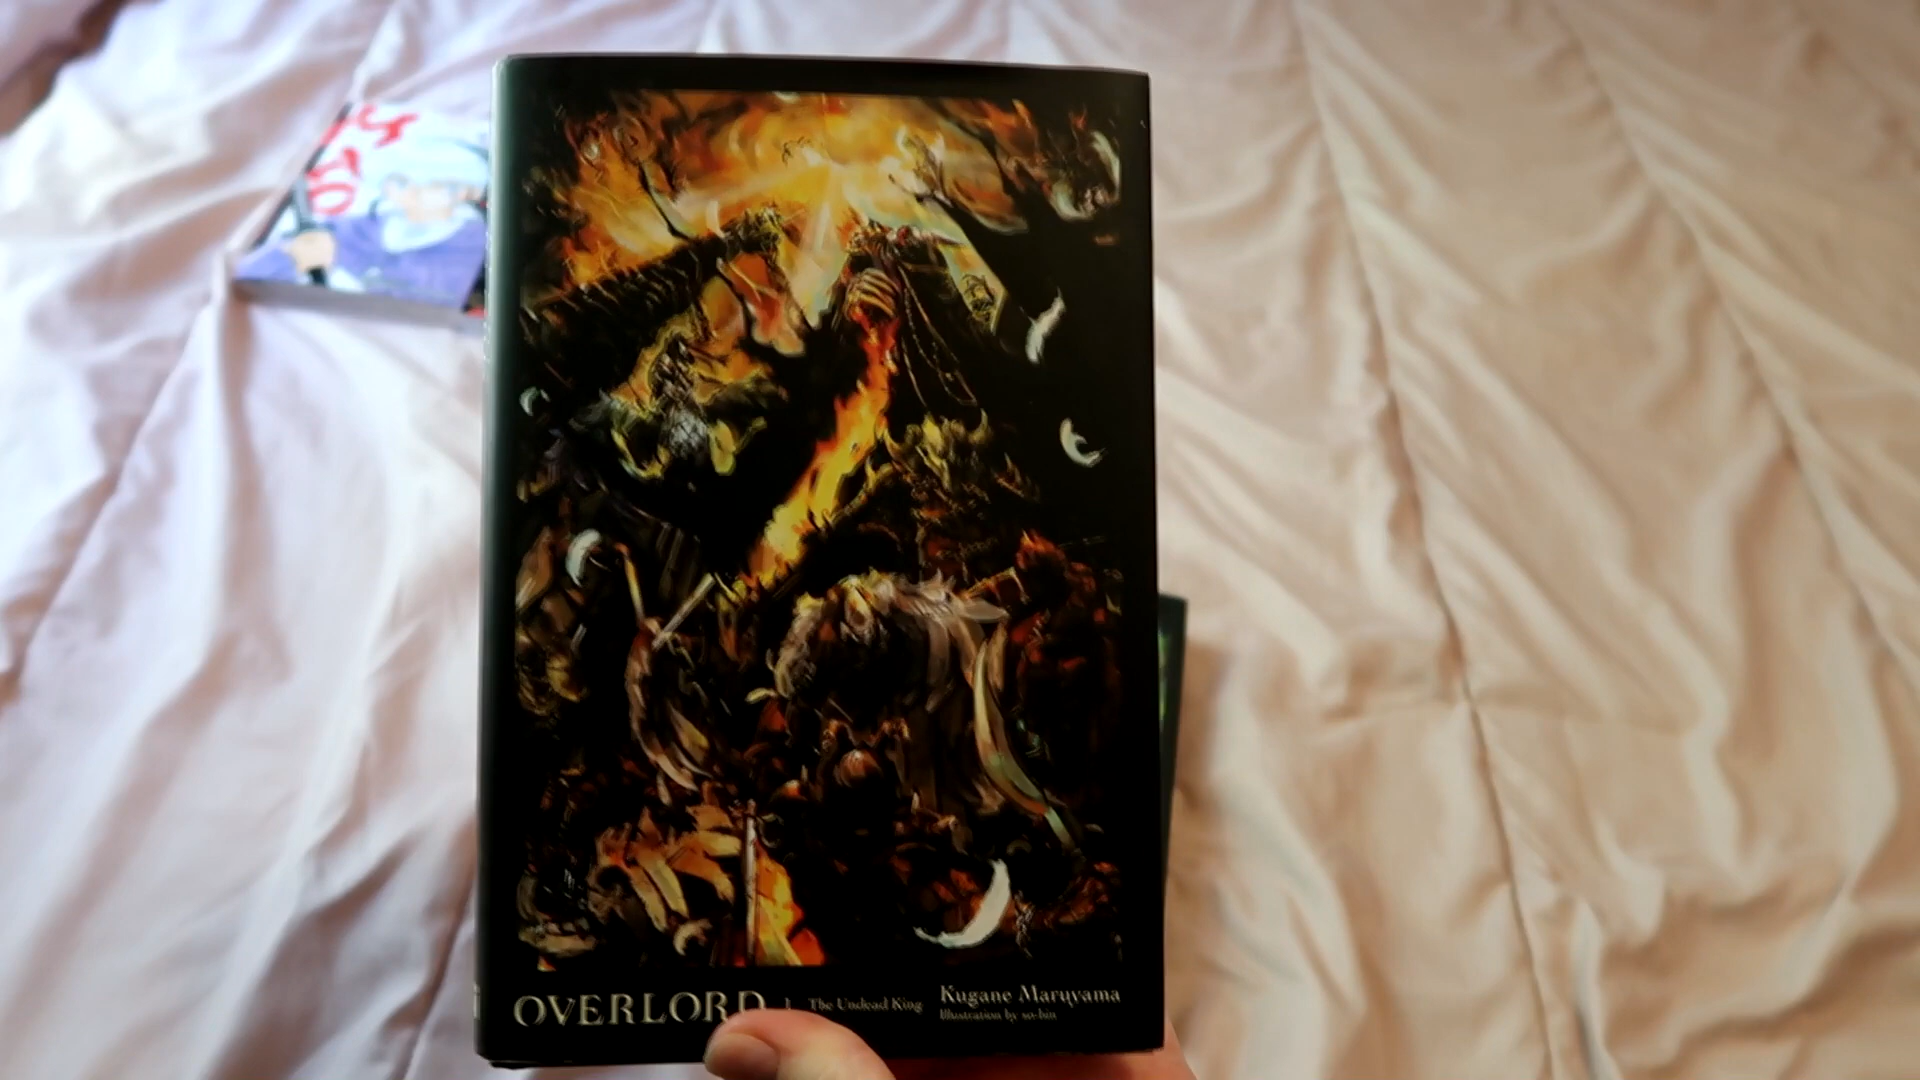 OVERLORD 1 The Undead King
Kugane Maruyama
Illustration by so-bin